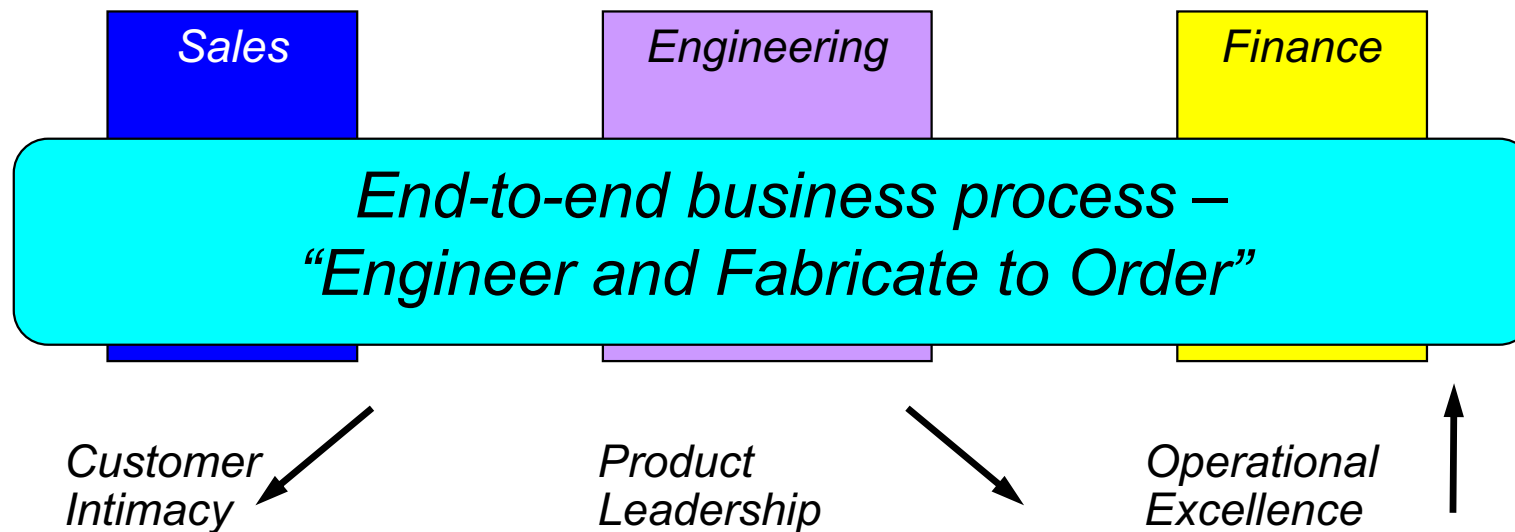 Sales
Engineering
Finance
End-to-end business process –
“Engineer and Fabricate to Order”
Customer
Intimacy
Product
Leadership
Operational
Excellence